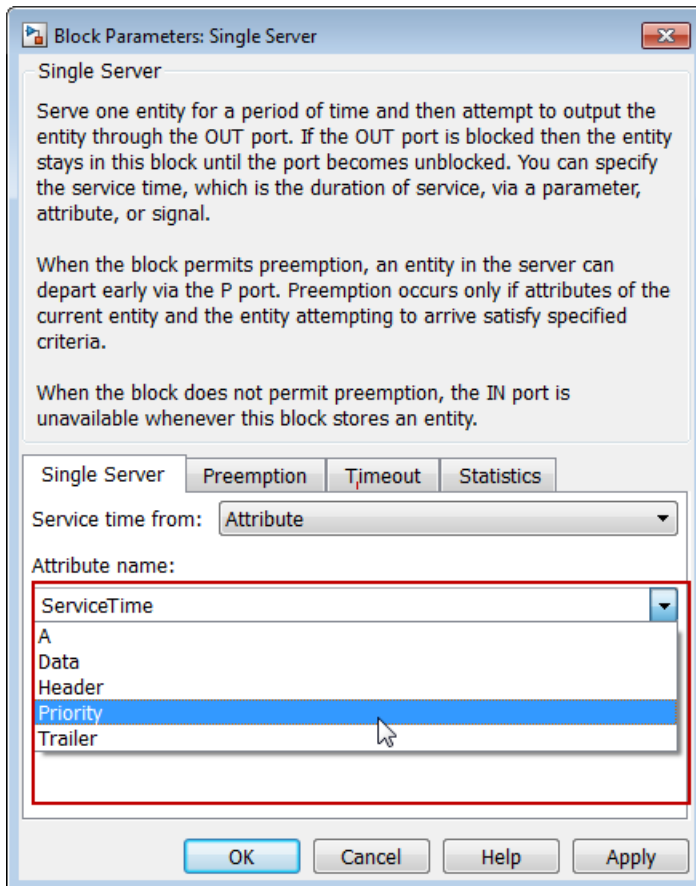 Block Parameters: Single Server
Single Server
Serve one entity for a period of time and then attempt to output the
entity through the OUT port. If the OUT port is blocked then the entity
stays in this block until the port becomes unblocked. You can specify
the service time, which is the duration of service, via a parameter,
attribute, or signal.
When the block permits preemption, an entity in the server can
depart early via the P port. Preemption occurs only if attributes of the
current entity and the entity attempting to arrive satisfy specified
criteria.
When the block does not permit preemption, the IN port is
unavailable whenever this block stores an entity.
Single Server Preemption Timeout Statistics
Service time from: Attribute
Attribute name:
ServiceTime
A
Data
Header
Priority
Trailer
OK Cancel Help Apply